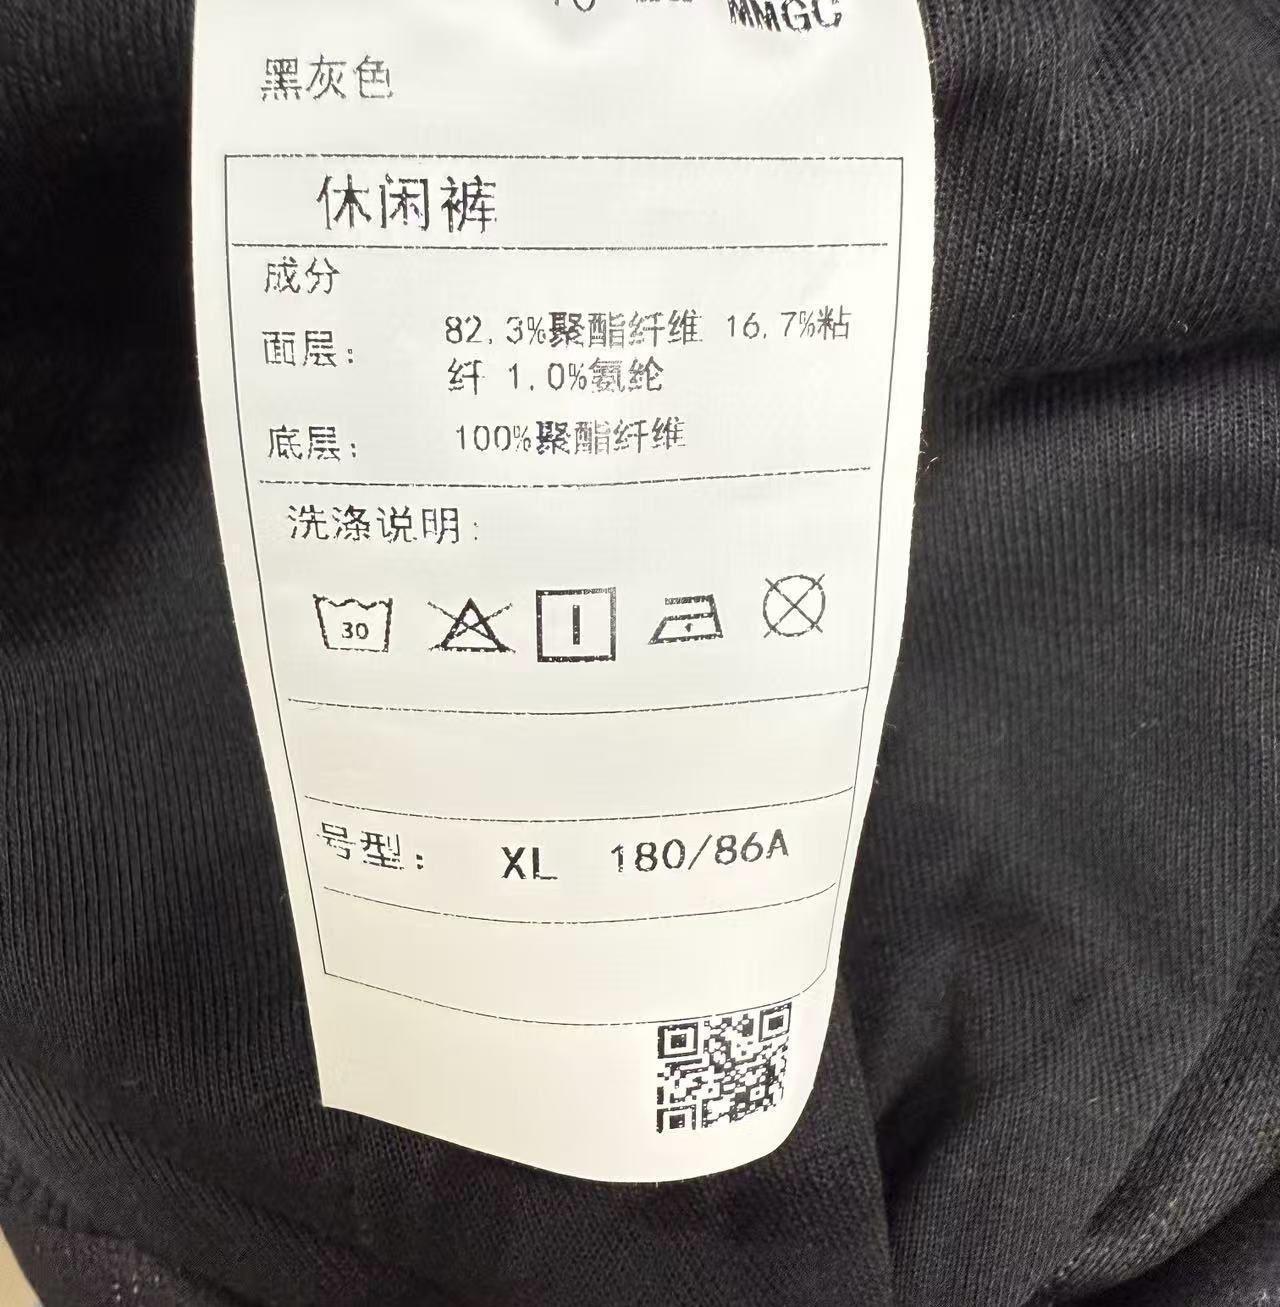 MMGC
黑灰色
休闲裤
成分
面层: 82.3%聚酯纤维 16.7%粘
纤 1.0%氨纶
底层: 100%聚酯纤维
洗涤说明:
30
号型: XL 180/86A